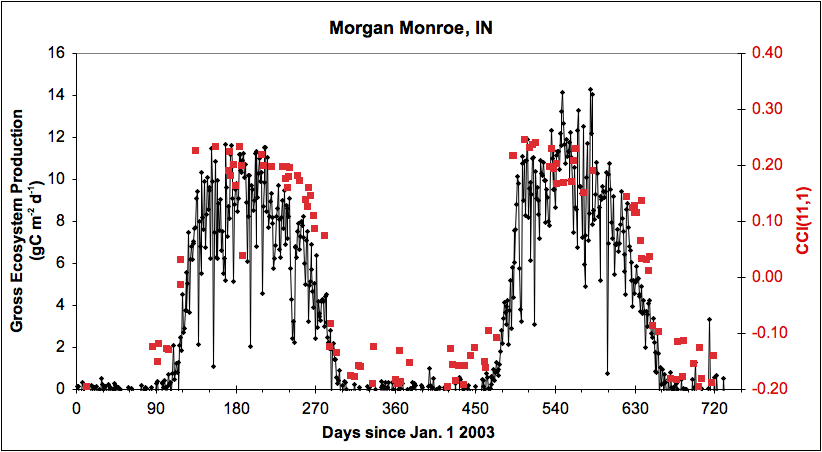 Morgan Monroe, IN
16
14
12
10
8
6
4
2
0
Gross Ecosystem Production
(gC m-2 d-1)
0.40
0.30
0.20
0.10
0.00
-0.10
-0.20
CCI(11,1)
0 90 180 270 360 450 540 630 720
Days since Jan. 1 2003